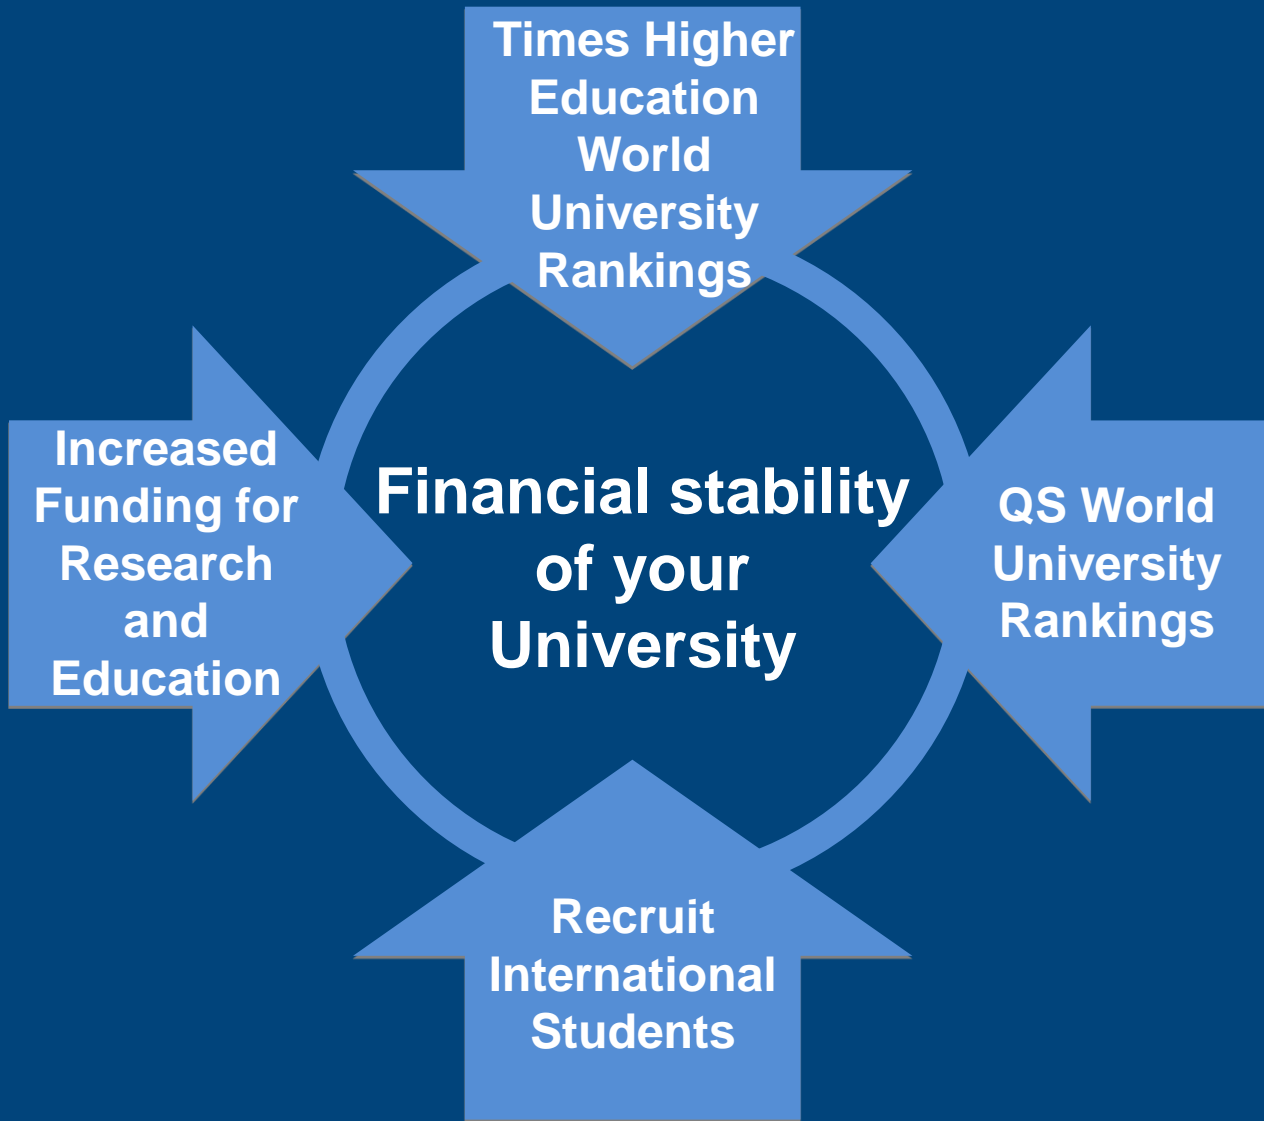 Times Higher
Education
World
University
Rankings
Increased
Funding for
Research
and
Education
Financial stability
of your
University
QS World
University
Rankings
Recruit
International
Students